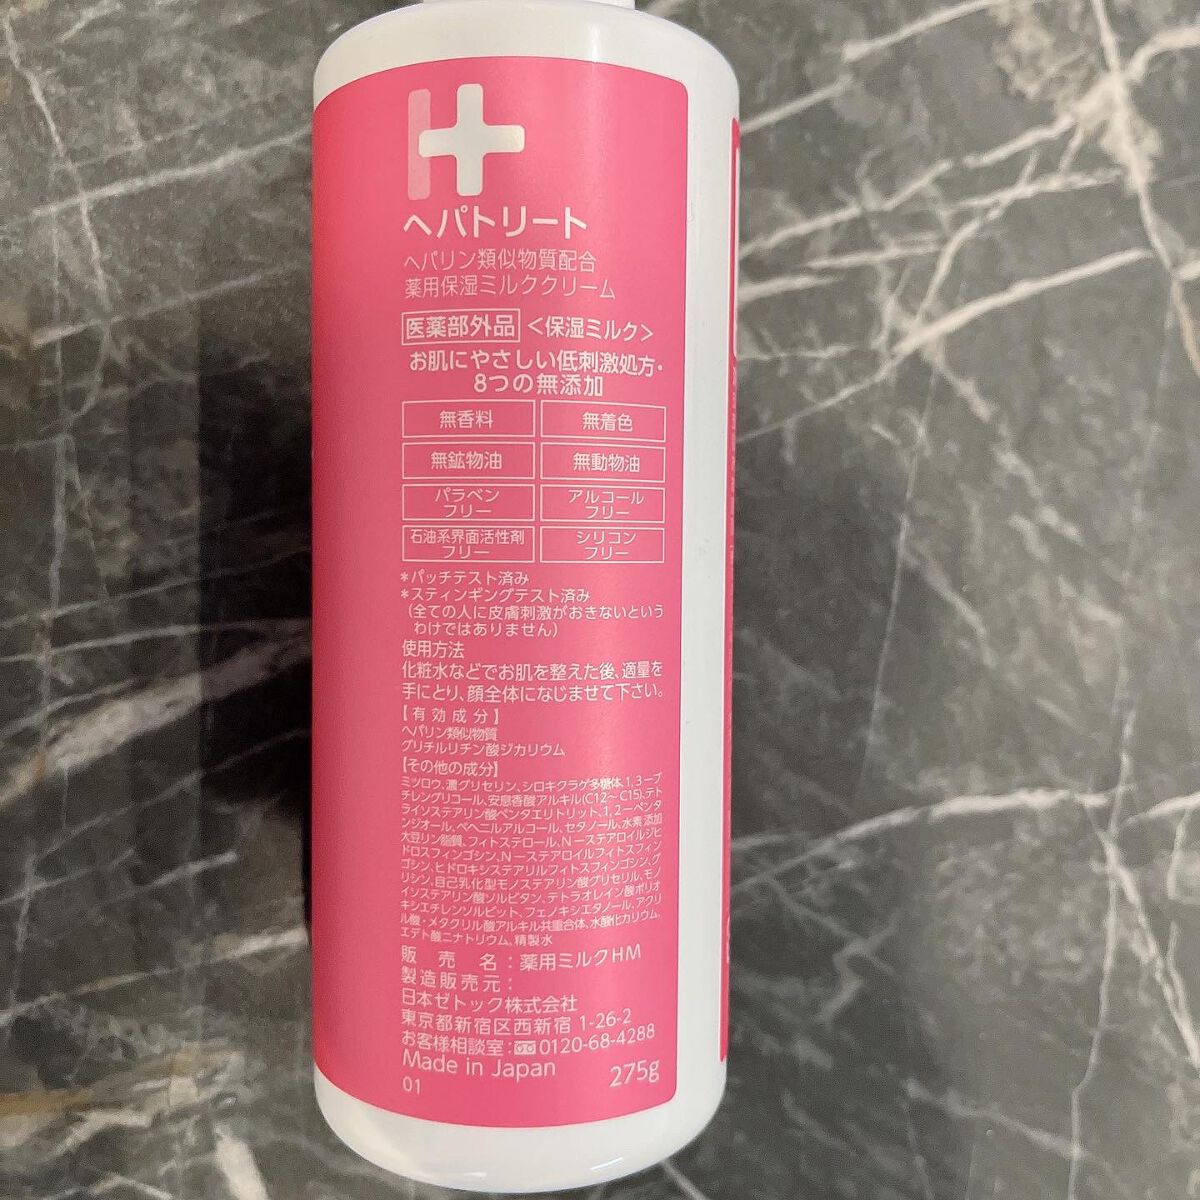 H
ヘパトリート
ヘパリン類似物質配合
薬用保湿ミルククリーム
医薬部外品 <保湿ミルク>
お肌にやさしい低刺激処方・
8つの無添加
無香料 無着色
無鉱物油 無動物油
パラベンフリー アルコールフリー
石油系界面活性剤フリー シリコンフリー
*パッチテスト済み
*スティンギングテスト済み
(全ての人に皮膚刺激がおきないという
わけではありません)
使用方法
化粧水などでお肌を整えた後、適量を
手にとり、顔全体になじませて下さい。
【有効成分】
ヘパリン類似物質
グリチルリチン酸ジカリウム
【その他の成分】
ミツロウ、濃グリセリン、シロキクラゲ多糖体、1,3-ブ
チレングリコール、安息香酸アルキル(C12~C15)、テト
ライソステアリン酸ペンタエリトリット、1,2-ペンタ
ンジオール、ベヘニルアルコール、セタノール、水素添加
大豆リン脂質、フィトステロール、N-ステアロイルジヒ
ドロスフィンゴシン、N-ステアロイルフィトスフィン
ゴシン、ヒドロキシステアリルフィトスフィンゴシン、グ
リシン、自己乳化型モノステアリン酸グリセリル、モノ
イソステアリン酸ソルビタン、テトラオレイン酸ポリオ
キシエチレンソルビット、フェノキシエタノール、アクリ
ル酸・メタクリル酸アルキル共重合体、水酸化カリウム、
エデト酸二ナトリウム、精製水
販売名:薬用ミルクHM
製造販売元:
日本ゼトック株式会社
東京都新宿区西新宿 1-26-2
お客様相談室:0120-68-4288
Made in Japan
01 275g